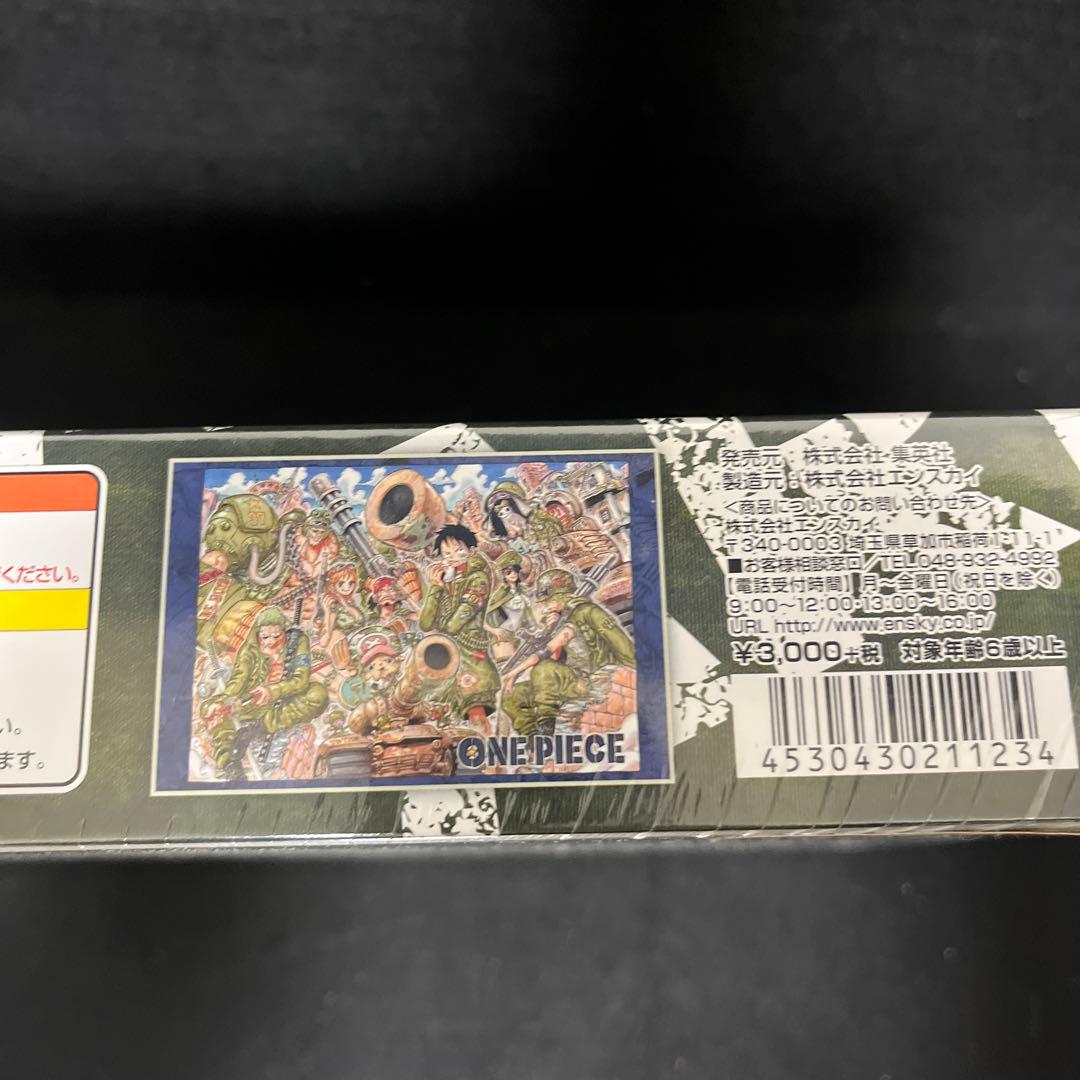 ください。
い。
ます。
ONE PIECE
発売元：株式会社 集英社
製造元：株式会社エンスカイ
<商品についてのお問い合わせ先>
株式会社エンスカイ
〒340-0003 埼玉県草加市稲荷1-11-1
■お客様相談窓口/TEL048-932-4992
【電話受付時間】月～金曜日(祝日を除く)
9:00～12:00・13:00～16:00
URL http://www.ensky.co.jp/
¥3,000+税 対象年齢6歳以上
4530430211234